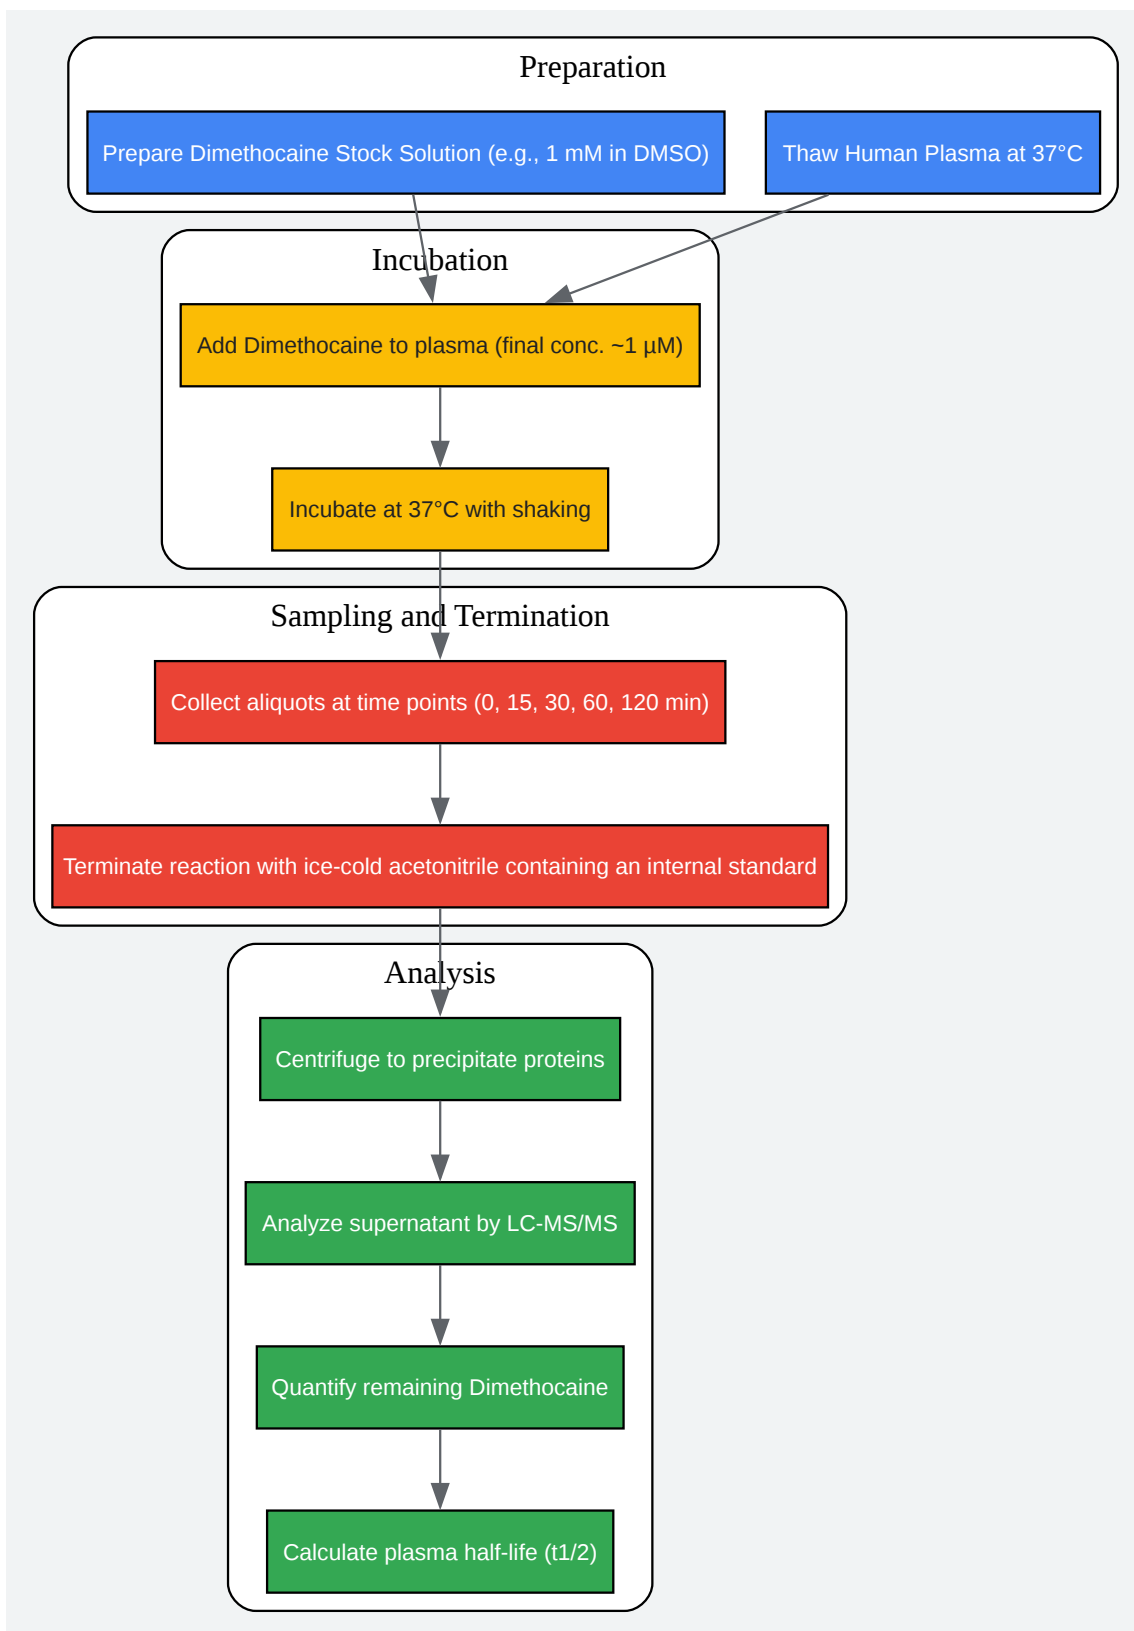 Preparation
Prepare Dimethocaine Stock Solution (e.g., 1 mM in DMSO)
Thaw Human Plasma at 37°C
Incubation
Add Dimethocaine to plasma (final conc. ~1 µM)
Incubate at 37°C with shaking
Sampling and Termination
Collect aliquots at time points (0, 15, 30, 60, 120 min)
Terminate reaction with ice-cold acetonitrile containing an internal standard
Analysis
Centrifuge to precipitate proteins
Analyze supernatant by LC-MS/MS
Quantify remaining Dimethocaine
Calculate plasma half-life (t1/2)